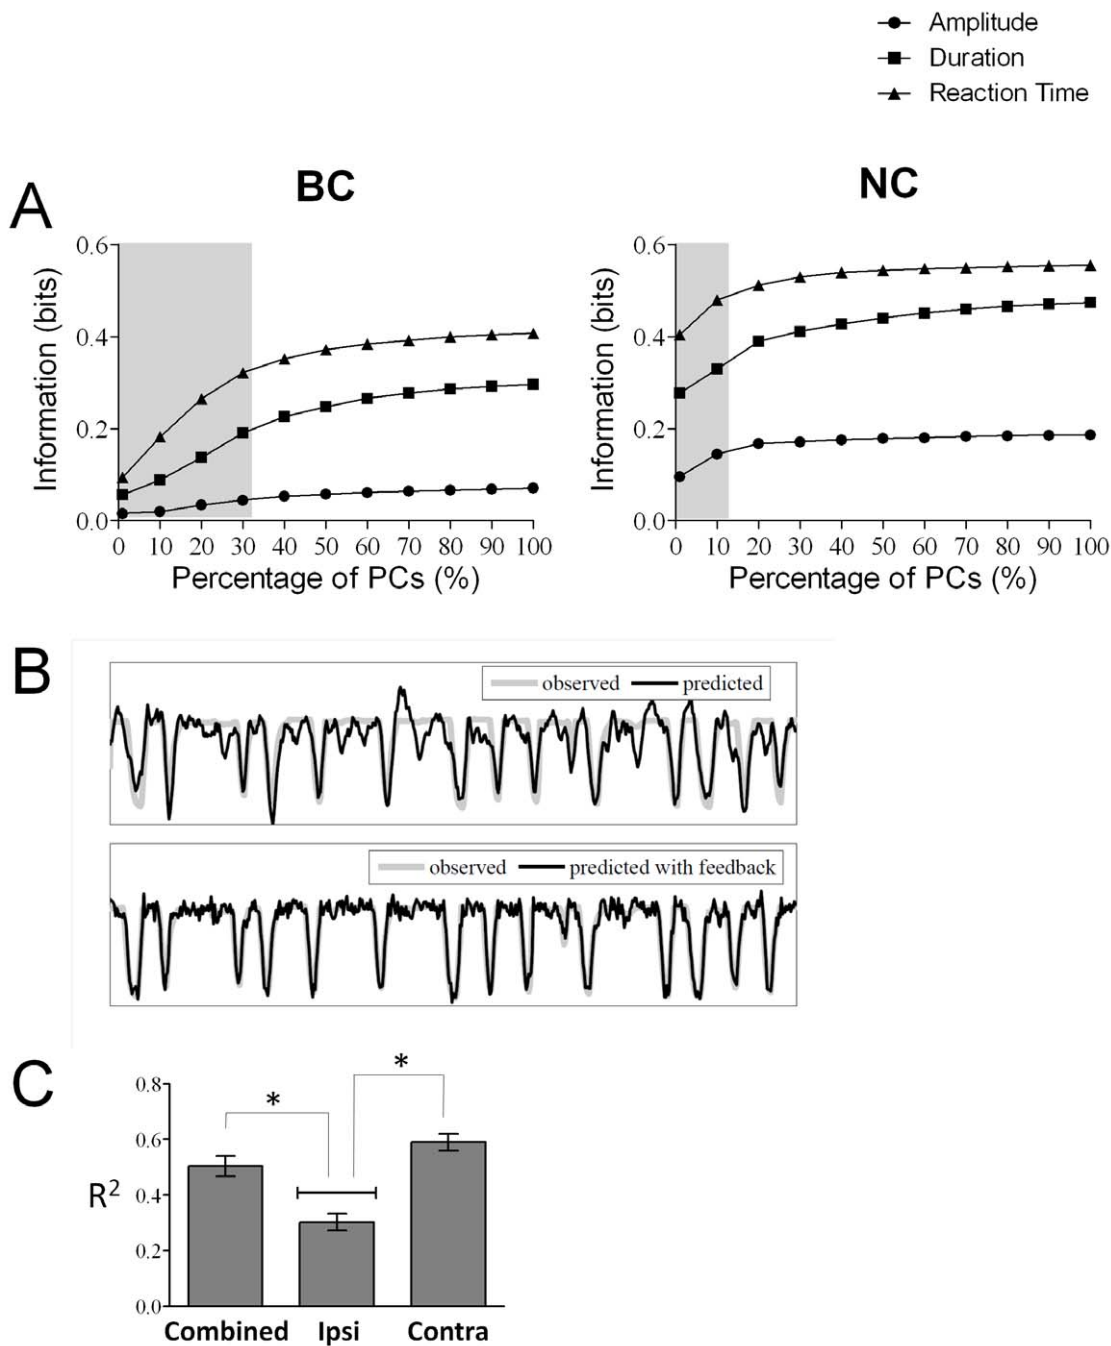 Amplitude
Duration
Reaction Time
A
BC
NC
0.6
0.4
0.2
0.0
Information (bits)
0 10 20 30 40 50 60 70 80 90 100
Percentage of PCs (%)
0.6
0.4
0.2
0.0
Information (bits)
0 10 20 30 40 50 60 70 80 90 100
Percentage of PCs (%)
B
observed predicted
observed predicted with feedback
C
0.8
0.6
0.4
0.2
0.0
R²
*
*
Combined Ipsi Contra